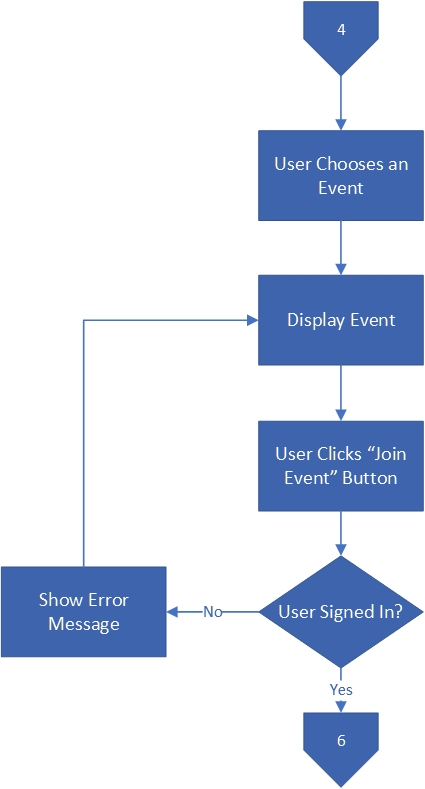 4
User Chooses an
Event
Display Event
User Clicks “Join
Event” Button
User Signed In?
No
Show Error
Message
Yes
6